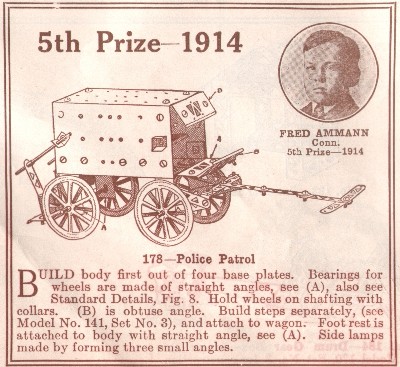 5th Prize—1914
FRED AMMANN
Conn.
5th Prize—1914
B
A
B
A
A
178—Police Patrol
BUILD body first out of four base plates. Bearings for
wheels are made of straight angles, see (A), also see
Standard Details, Fig. 8. Hold wheels on shafting with
collars. (B) is obtuse angle. Build steps separately, (see
Model No. 141, Set No. 3), and attach to wagon. Foot rest is
attached to body with straight angle, see (A). Side lamps
made by forming three small angles.